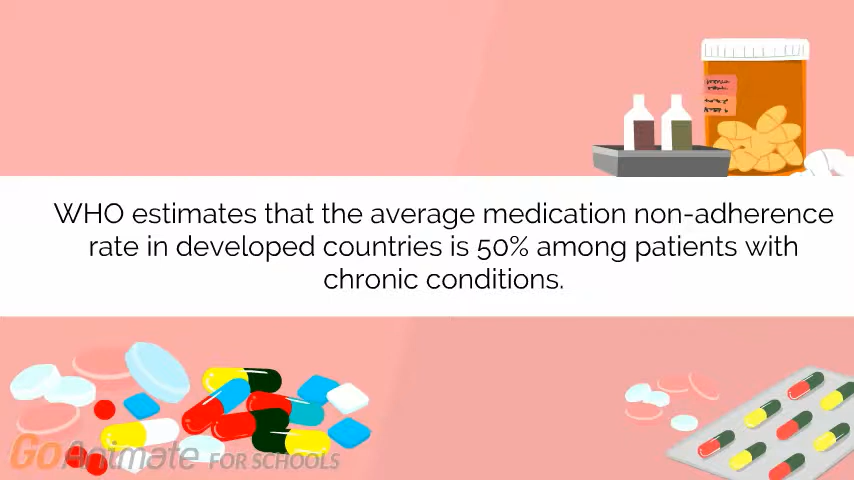 WHO estimates that the average medication non-adherence
rate in developed countries is 50% among patients with
chronic conditions.
GoAnimate FOR SCHOOLS